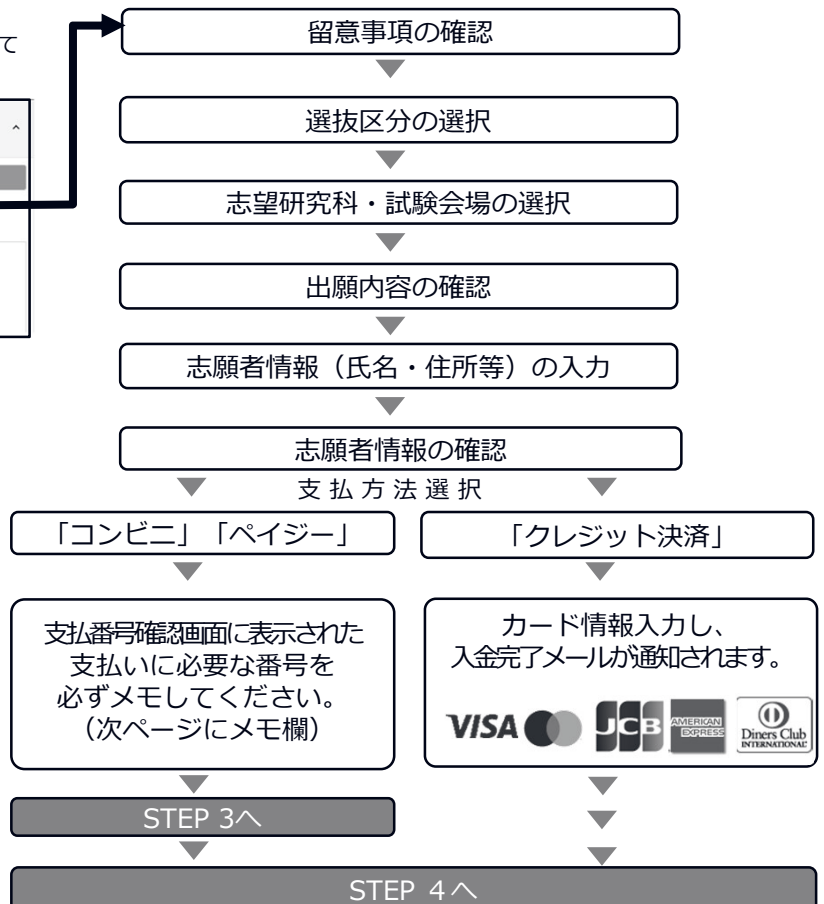 て
留意事項の確認
選抜区分の選択
志望研究科・試験会場の選択
出願内容の確認
志願者情報（氏名・住所等）の入力
志願者情報の確認
支払方法選択
「コンビニ」「ペイジー」
「クレジット決済」
支払番号確認画面に表示された
支払いに必要な番号を
必ずメモしてください。
（次ページにメモ欄）
カード情報入力し、
入金完了メールが通知されます。
VISA
JCB
AMERICAN
EXPRESS
Diners Club
INTERNATIONAL
STEP 3へ
STEP 4へ